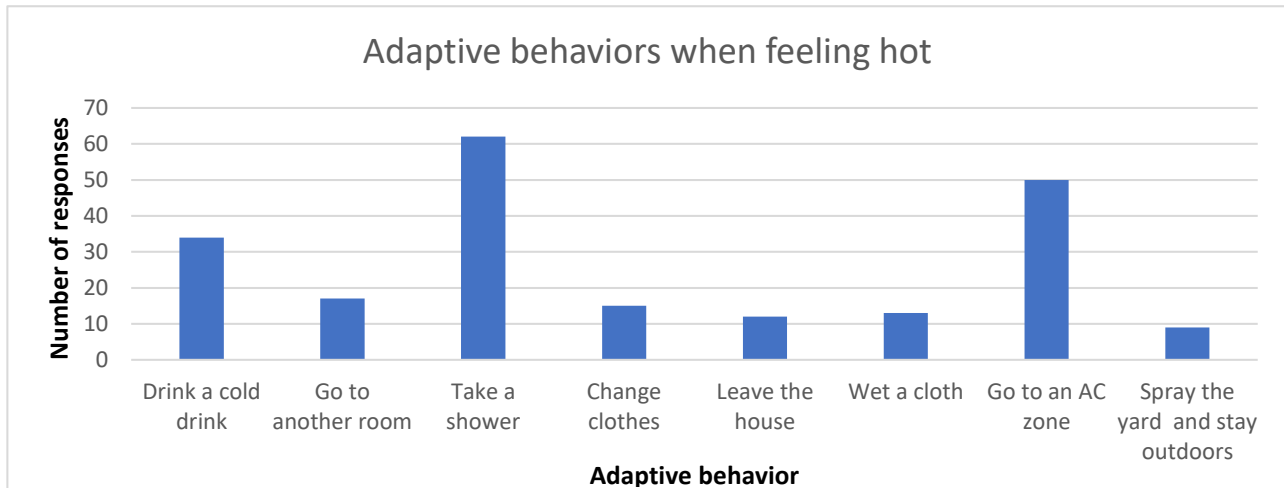 Adaptive behaviors when feeling hot
Number of responses
70
60
50
40
30
20
10
0
Drink a cold
drink
Go to
another room
Take a
shower
Change
clothes
Leave the
house
Wet a cloth
Go to an AC
zone
Spray the
yard and stay
outdoors
Adaptive behavior